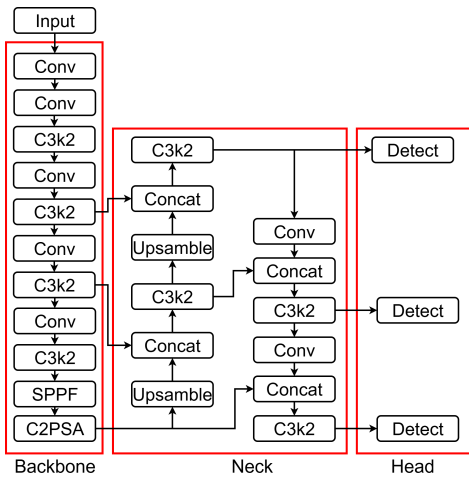 Input
Conv
Conv
C3k2
Conv
C3k2
Conv
C3k2
Conv
C3k2
SPPF
C2PSA
Backbone
C3k2
Concat
Upsamble
C3k2
Concat
Upsamble
Conv
Concat
C3k2
Conv
Concat
C3k2
Neck
Detect
Detect
Detect
Head